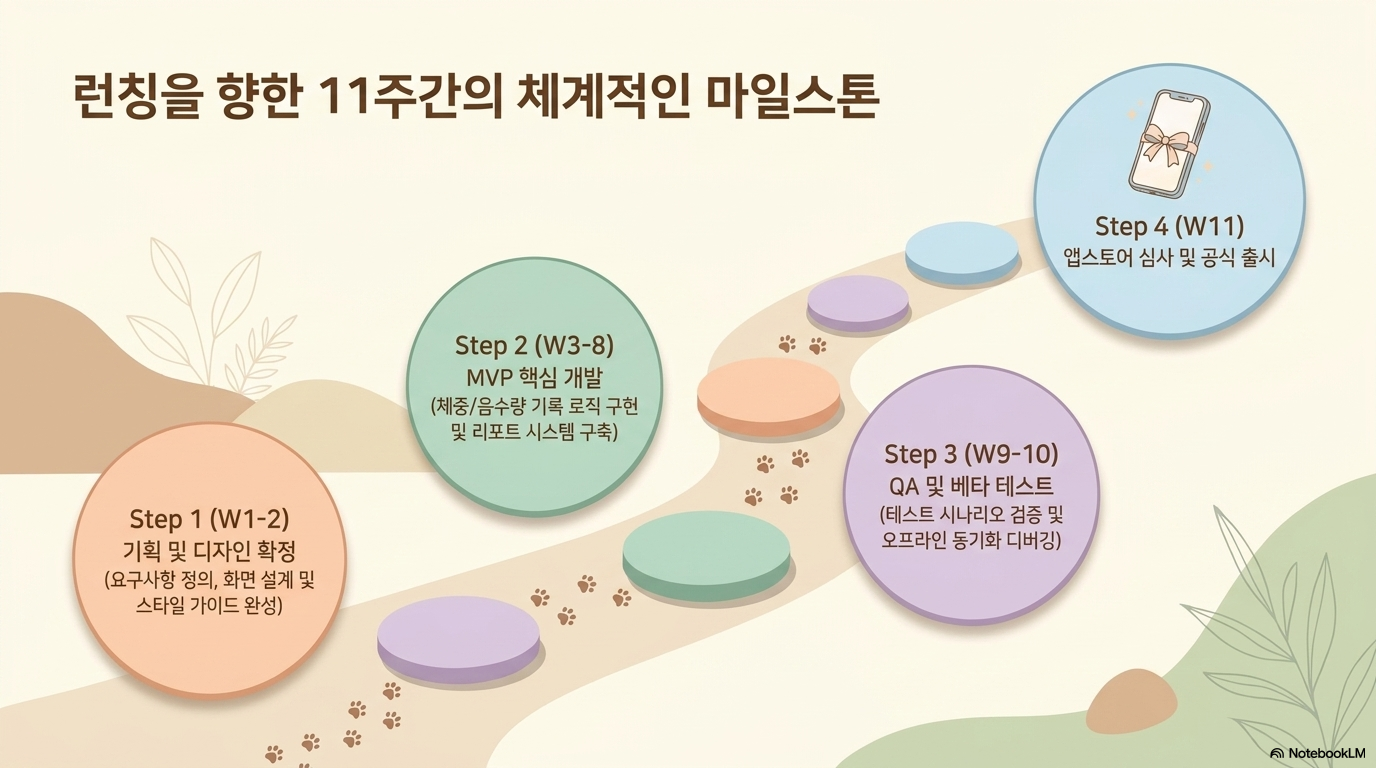 런칭을 향한 11주간의 체계적인 마일스톤
Step 1 (W1-2)
기획 및 디자인 확정
(요구사항 정의, 화면 설계 및
스타일 가이드 완성)
Step 2 (W3-8)
MVP 핵심 개발
(체중/음수량 기록 로직 구현
및 리포트 시스템 구축)
Step 3 (W9-10)
QA 및 베타 테스트
(테스트 시나리오 검증 및
오프라인 동기화 디버깅)
Step 4 (W11)
앱스토어 심사 및 공식 출시
NotebookLM